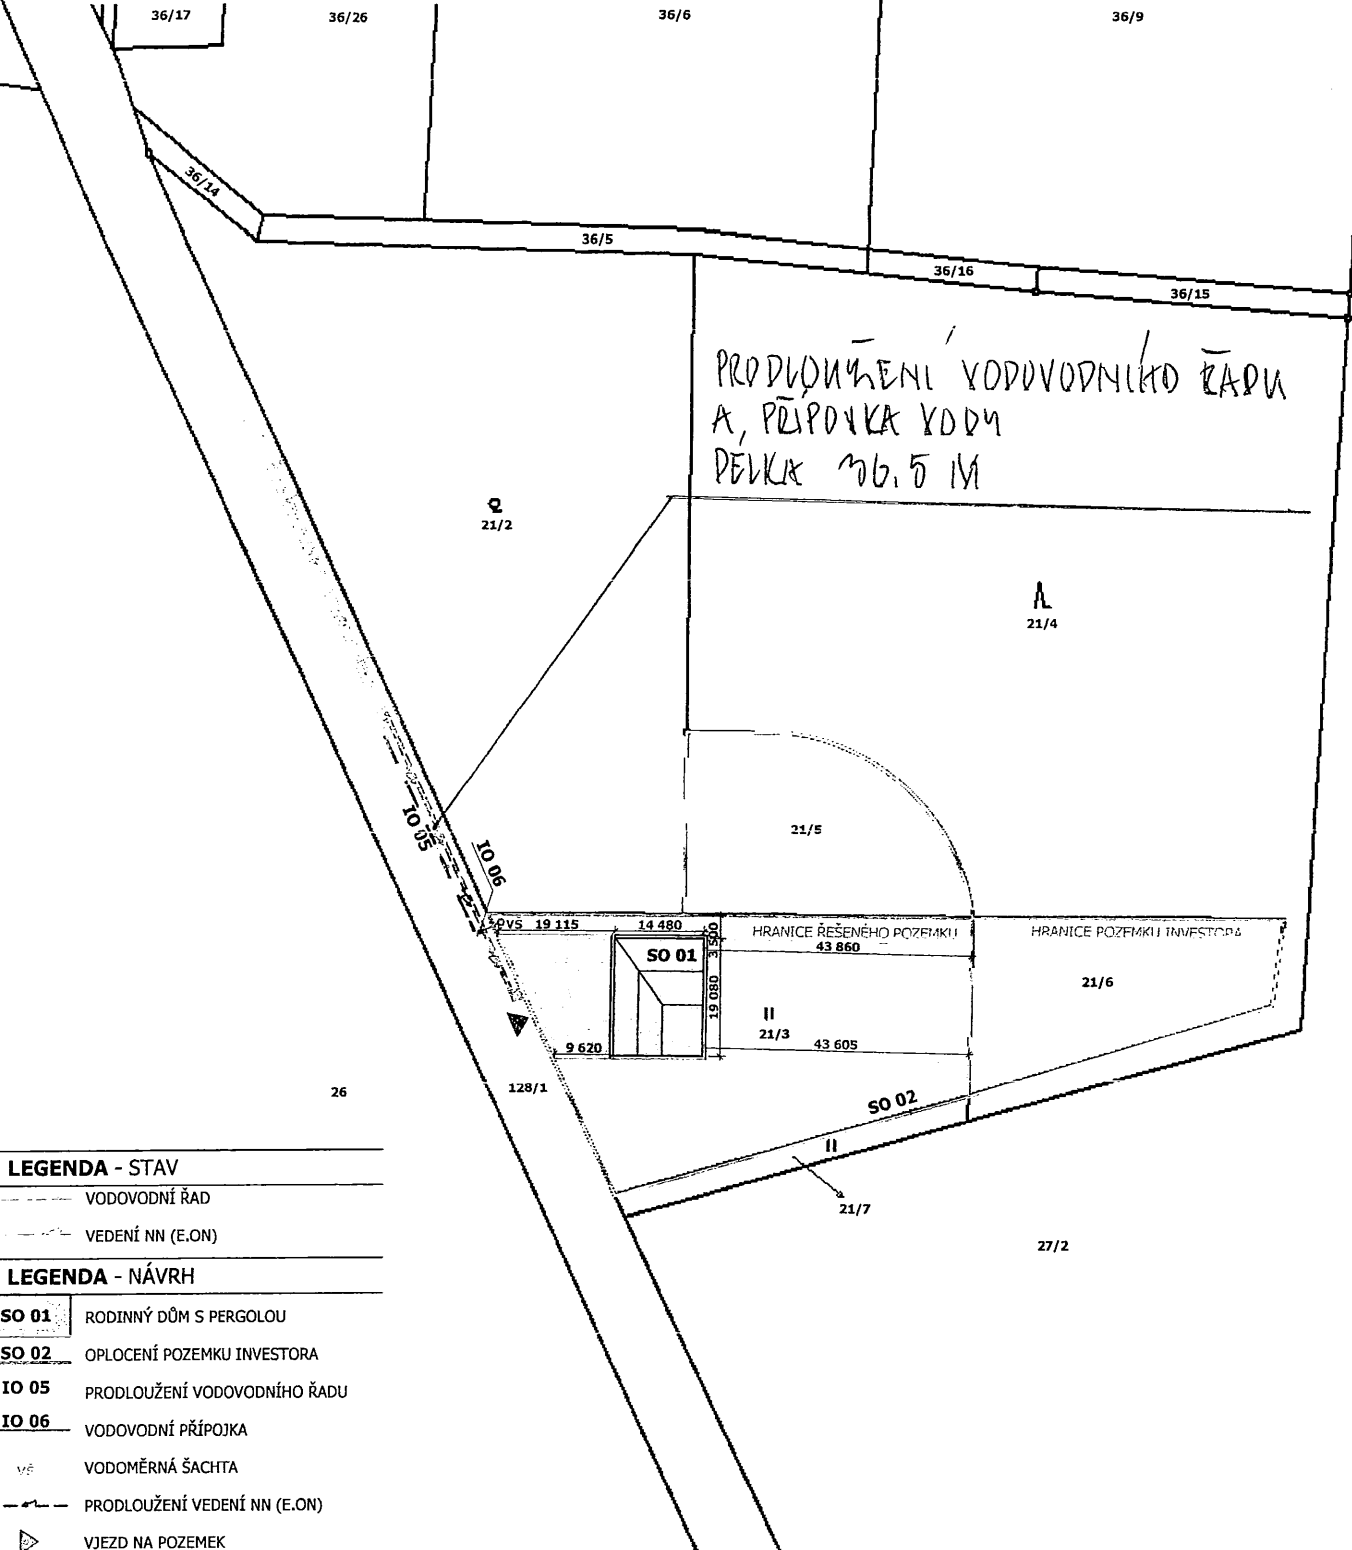 36/17
36/26
36/6
36/9
36/14
36/5
36/16
36/15
PRODLOUŽENÍ VODOVODNÍHO ŘADU
A, PŘÍPOJKA VODY
DÉLKA 36.5 M
21/2
21/4
IO 05
IO 06
21/5
VŠ 19 115 14 480
3 500
HRANICE ŘEŠENÉHO POZEMKU
HRANICE POZEMKU INVESTORA
43 860
SO 01
19 080
21/6
II
21/3
9 620
43 605
128/1
26
SO 02
II
21/7
27/2
LEGENDA - STAV
VODOVODNÍ ŘAD
VEDENÍ NN (E.ON)
LEGENDA - NÁVRH
SO 01 RODINNÝ DŮM S PERGOLOU
SO 02 OPLOCENÍ POZEMKU INVESTORA
IO 05 PRODLOUŽENÍ VODOVODNÍHO ŘADU
IO 06 VODOVODNÍ PŘÍPOJKA
VŠ VODOMĚRNÁ ŠACHTA
PRODLOUŽENÍ VEDENÍ NN (E.ON)
VJEZD NA POZEMEK